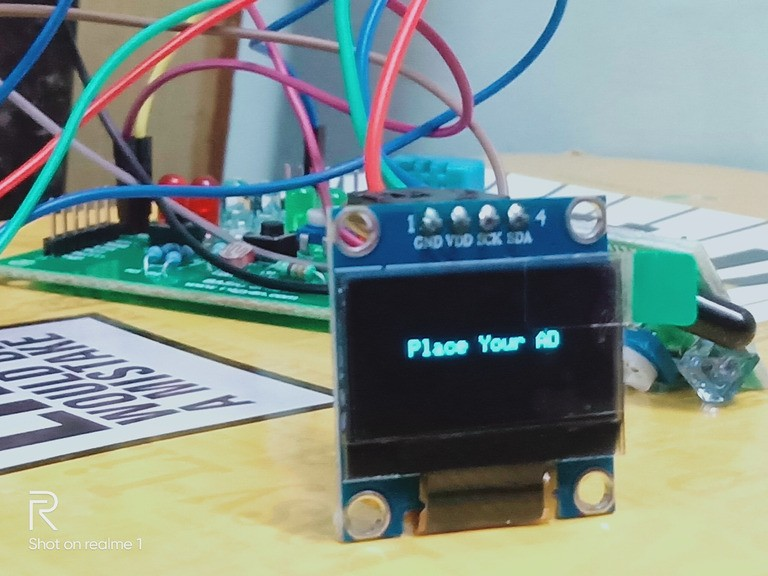 1 4
GND VDD SCK SDA
Place Your AD
WOULD B
A MISTAKE
Shot on realme 1